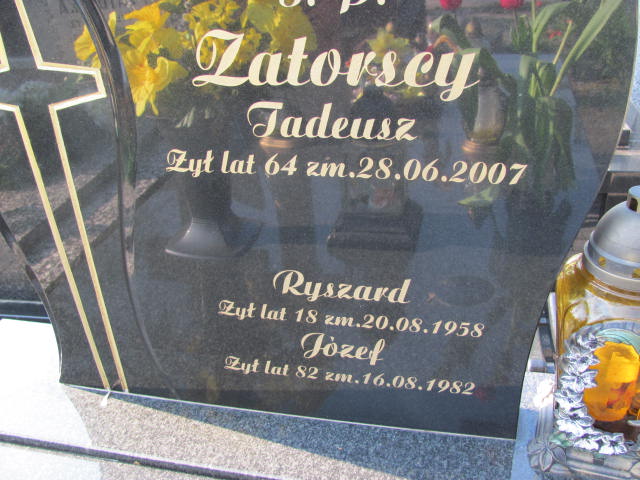 Ś. P.
Zatorscy
Tadeusz
Żył lat 64 zm.28.06.2007
Ryszard
Żył lat 18 zm.20.08.1958
Józef
Żył lat 82 zm.16.08.1982